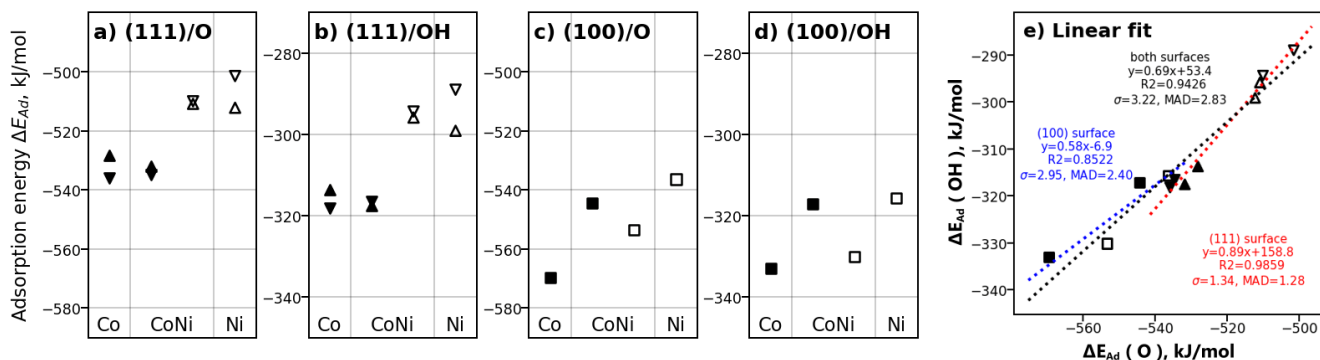 Adsorption energy ΔE_Ad, kJ/mol
a) (111)/O
−500
−520
−540
−560
−580
Co CoNi Ni
b) (111)/OH
−280
−300
−320
−340
Co CoNi Ni
c) (100)/O
−500
−520
−540
−560
−580
Co CoNi Ni
d) (100)/OH
−280
−300
−320
−340
Co CoNi Ni
e) Linear fit
ΔE_Ad ( OH ), kJ/mol
−290
−300
−310
−320
−330
−340
both surfaces
y=0.69x+53.4
R2=0.9426
σ=3.22, MAD=2.83
(100) surface
y=0.58x-6.9
R2=0.8522
σ=2.95, MAD=2.40
(111) surface
y=0.89x+158.8
R2=0.9859
σ=1.34, MAD=1.28
−560 −540 −520 −500
ΔE_Ad ( O ), kJ/mol